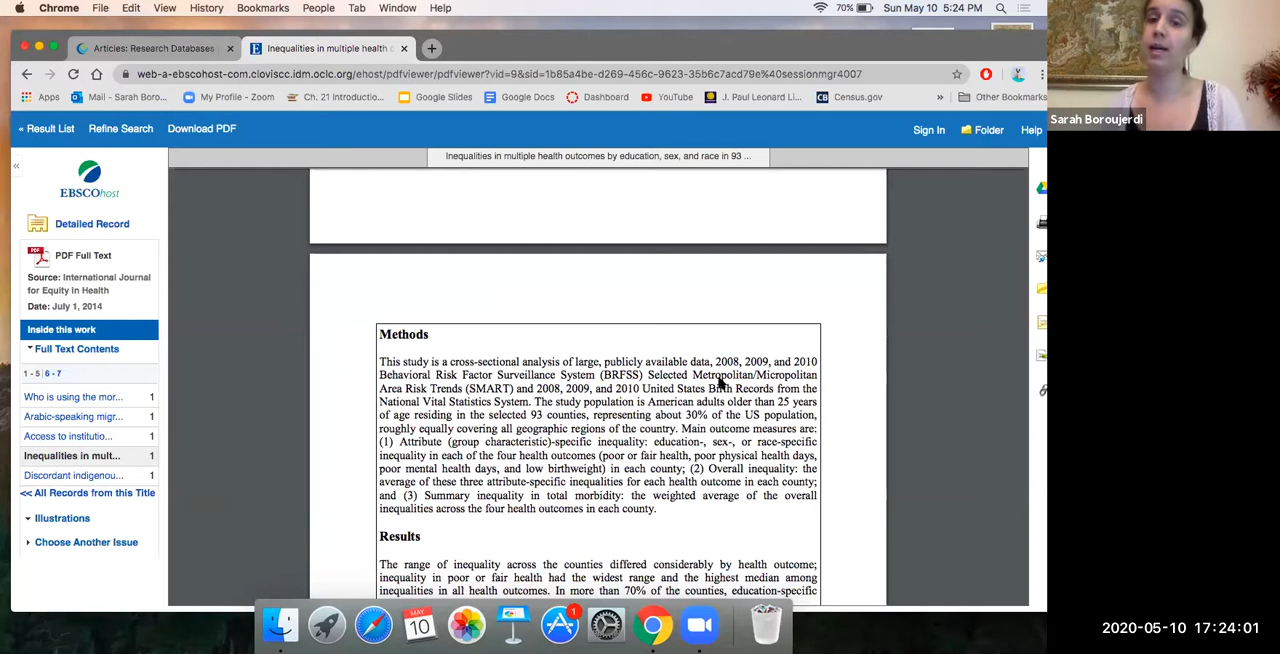 Chrome File Edit View History Bookmarks People Tab Window Help 70% Sun May 10 5:24 PM
Articles: Research Databases Inequalities in multiple health o
web-a-ebscohost-com.cloviscc.idm.oclc.org/ehost/pdfviewer/pdfviewer?vid=9&sid=1b85a4be-d269-456c-9623-35b6c7acd79e%40sessionmgr4007
Apps Mail - Sarah Boro... My Profile - Zoom Ch. 21 Introductio... Google Slides Google Docs Dashboard YouTube J. Paul Leonard Li... Census.gov » Other Bookmarks
Sarah Boroujerdi
« Result List Refine Search Download PDF Sign In Folder Help
Inequalities in multiple health outcomes by education, sex, and race in 93 ...
«
EBSCOhost
Detailed Record
PDF
PDF Full Text
Source: International Journal
for Equity in Health
Date: July 1, 2014
Inside this work
Full Text Contents
1 - 5 | 6 - 7
Who is using the mor... 1
Arabic-speaking migr... 1
Access to institutio... 1
Inequalities in mult... 1
Discordant indigenou... 1
<< All Records from this Title
Illustrations
Choose Another Issue
Methods
This study is a cross-sectional analysis of large, publicly available data, 2008, 2009, and 2010
Behavioral Risk Factor Surveillance System (BRFSS) Selected Metropolitan/Micropolitan
Area Risk Trends (SMART) and 2008, 2009, and 2010 United States Birth Records from the
National Vital Statistics System. The study population is American adults older than 25 years
of age residing in the selected 93 counties, representing about 30% of the US population,
roughly equally covering all geographic regions of the country. Main outcome measures are:
(1) Attribute (group characteristic)-specific inequality: education-, sex-, or race-specific
inequality in each of the four health outcomes (poor or fair health, poor physical health days,
poor mental health days, and low birthweight) in each county; (2) Overall inequality: the
average of these three attribute-specific inequalities for each health outcome in each county;
and (3) Summary inequality in total morbidity: the weighted average of the overall
inequalities across the four health outcomes in each county.
Results
The range of inequality across the counties differed considerably by health outcome;
inequality in poor or fair health had the widest range and the highest median among
inequalities in all health outcomes. In more than 70% of the counties, education-specific
MAY
10
1
2020-05-10 17:24:01